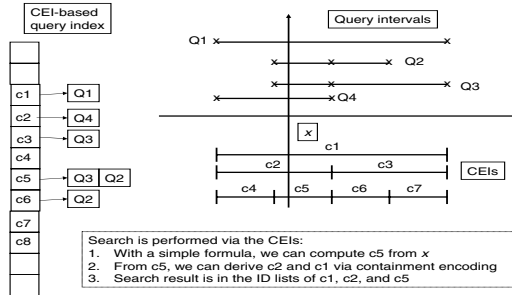 CEI-based
query index
Query intervals
Q1
Q2
Q3
Q4
c1
Q1
c2
Q4
c3
Q3
c4
c5
Q3 Q2
c6
Q2
c7
c8
x
c1
c2 c3
CEIs
c4 c5 c6 c7
Search is performed via the CEIs:
1. With a simple formula, we can compute c5 from x
2. From c5, we can derive c2 and c1 via containment encoding
3. Search result is in the ID lists of c1, c2, and c5